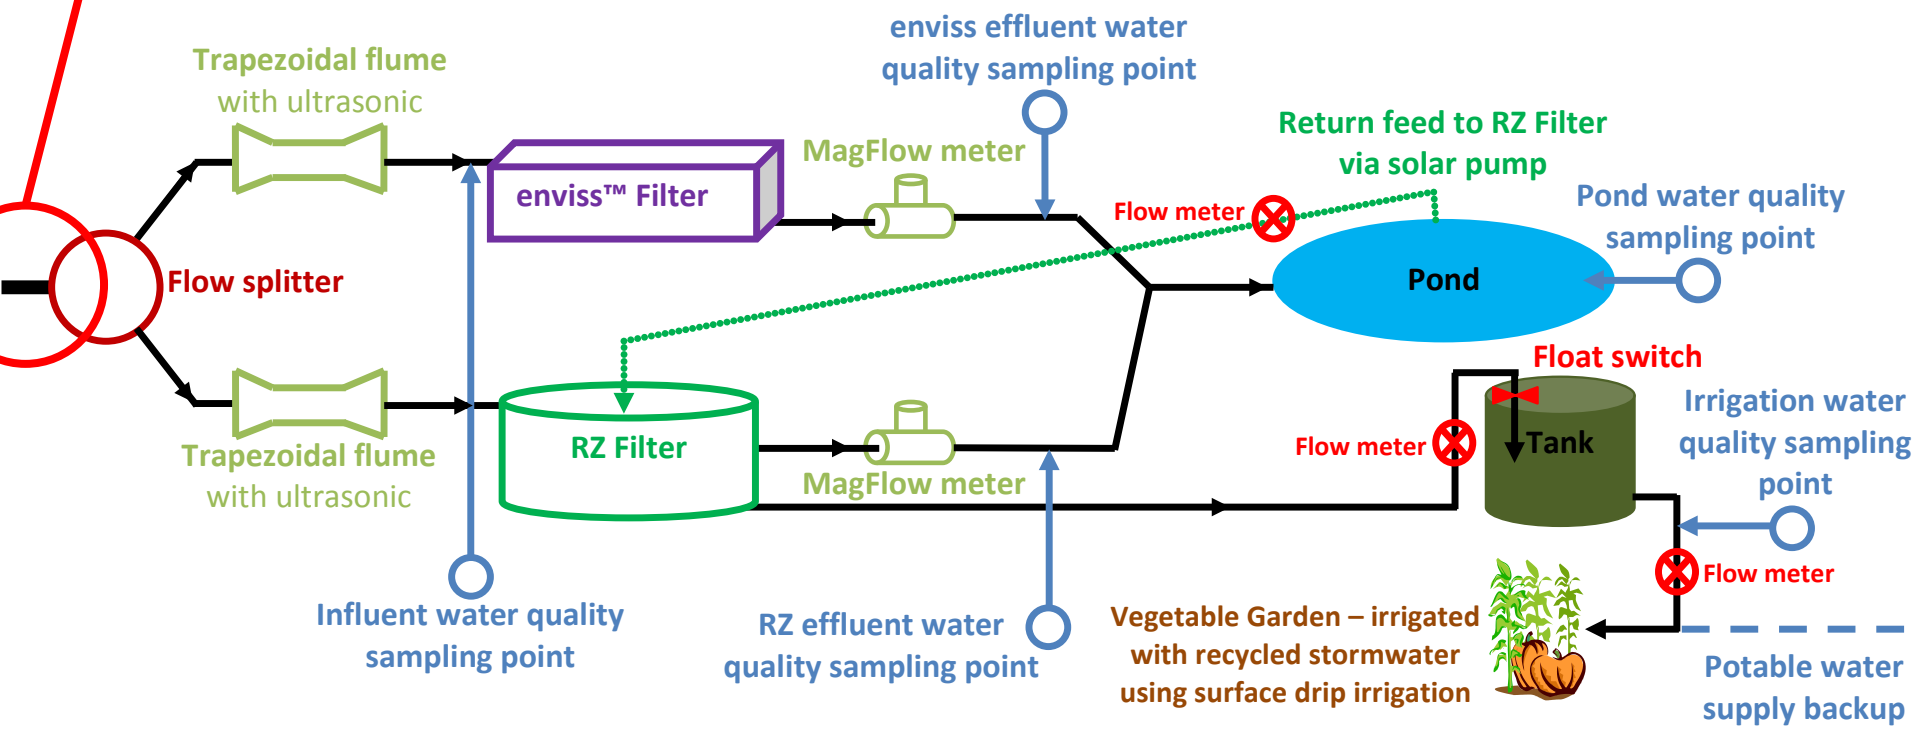 enviss effluent water
quality sampling point
Trapezoidal flume
with ultrasonic
MagFlow meter
Return feed to RZ Filter
via solar pump
enviss™ Filter
Flow meter
Pond water quality
sampling point
Flow splitter
Pond
Float switch
Irrigation water
quality sampling
point
Trapezoidal flume
with ultrasonic
RZ Filter
MagFlow meter
Flow meter
Tank
Flow meter
Influent water quality
sampling point
RZ effluent water
quality sampling point
Vegetable Garden – irrigated
with recycled stormwater
using surface drip irrigation
Potable water
supply backup